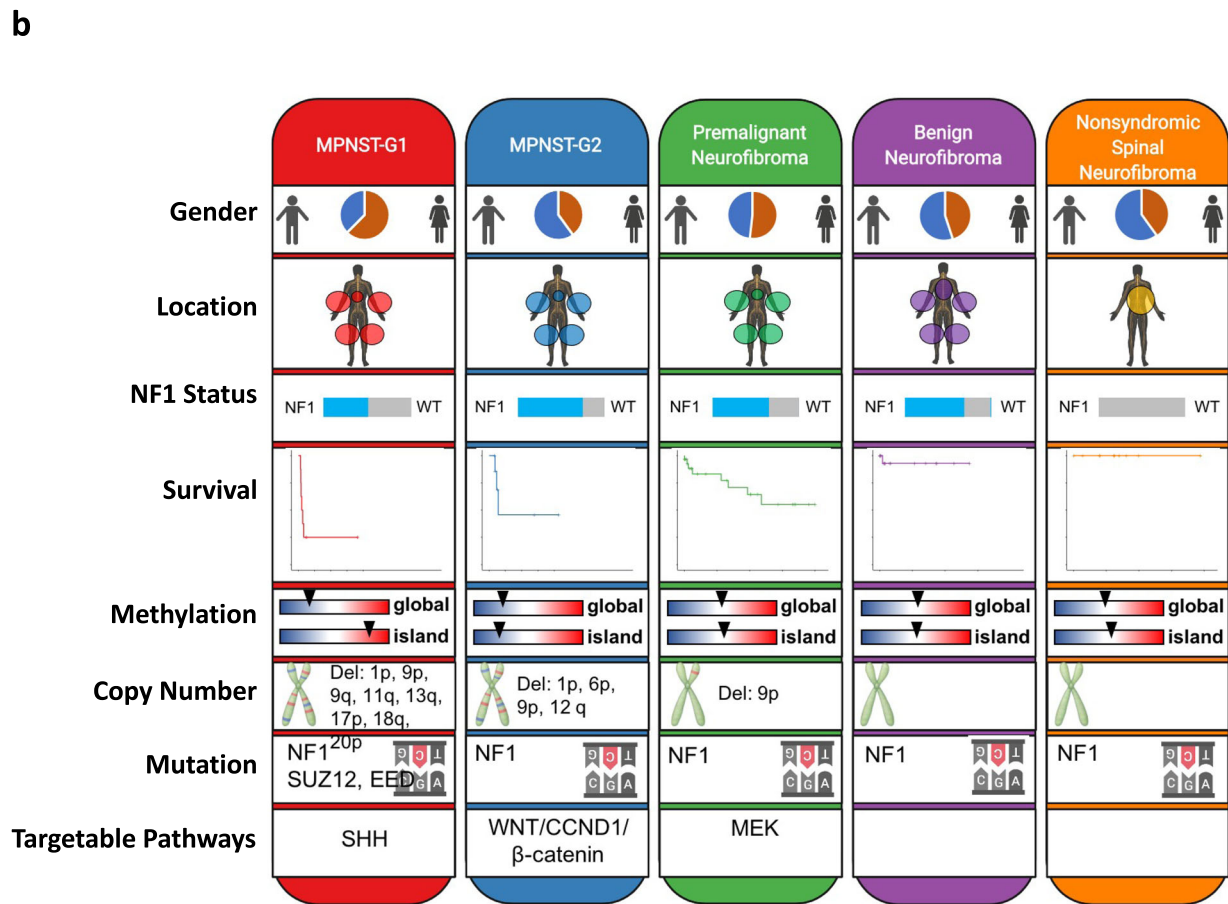 b
MPNST-G1
MPNST-G2
Premalignant
Neurofibroma
Benign
Neurofibroma
Nonsyndromic
Spinal
Neurofibroma
Gender
Location
NF1 Status
NF1 WT
NF1 WT
NF1 WT
NF1 WT
NF1 WT
Survival
Methylation
global
island
global
island
global
island
global
island
global
island
Copy Number
Del: 1p, 9p,
9q, 11q, 13q,
17p, 18q,
20p
Del: 1p, 6p,
9p, 12 q
Del: 9p
Mutation
NF1
SUZ12, EED
G C T
C G A
NF1
G C T
C G A
NF1
G C T
C G A
NF1
G C T
C G A
NF1
G C T
C G A
Targetable Pathways
SHH
WNT/CCND1/
β-catenin
MEK